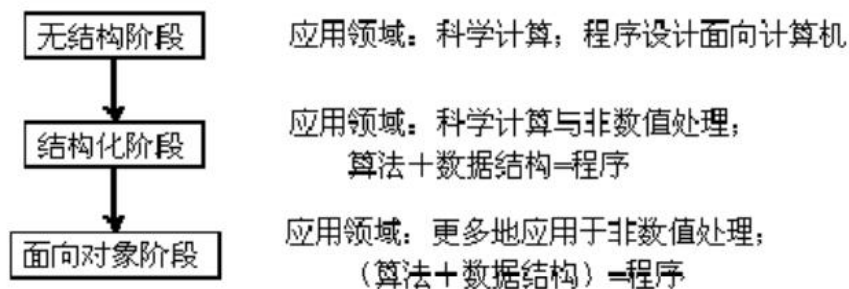 无结构阶段
应用领域：科学计算；程序设计面向计算机
结构化阶段
应用领域：科学计算与非数值处理；
算法＋数据结构=程序
面向对象阶段
应用领域：更多地应用于非数值处理；
（算法＋数据结构）=程序